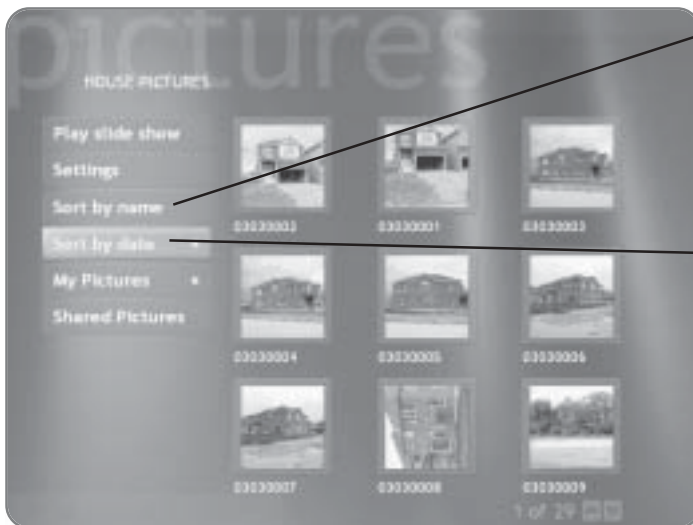 pictures
HOUSE PICTURES
Play slide show
Settings
Sort by name
Sort by date
My Pictures
Shared Pictures
03030002
03030001
03030003
03030004
03030005
03030006
03030007
03030008
03030009
1 of 29